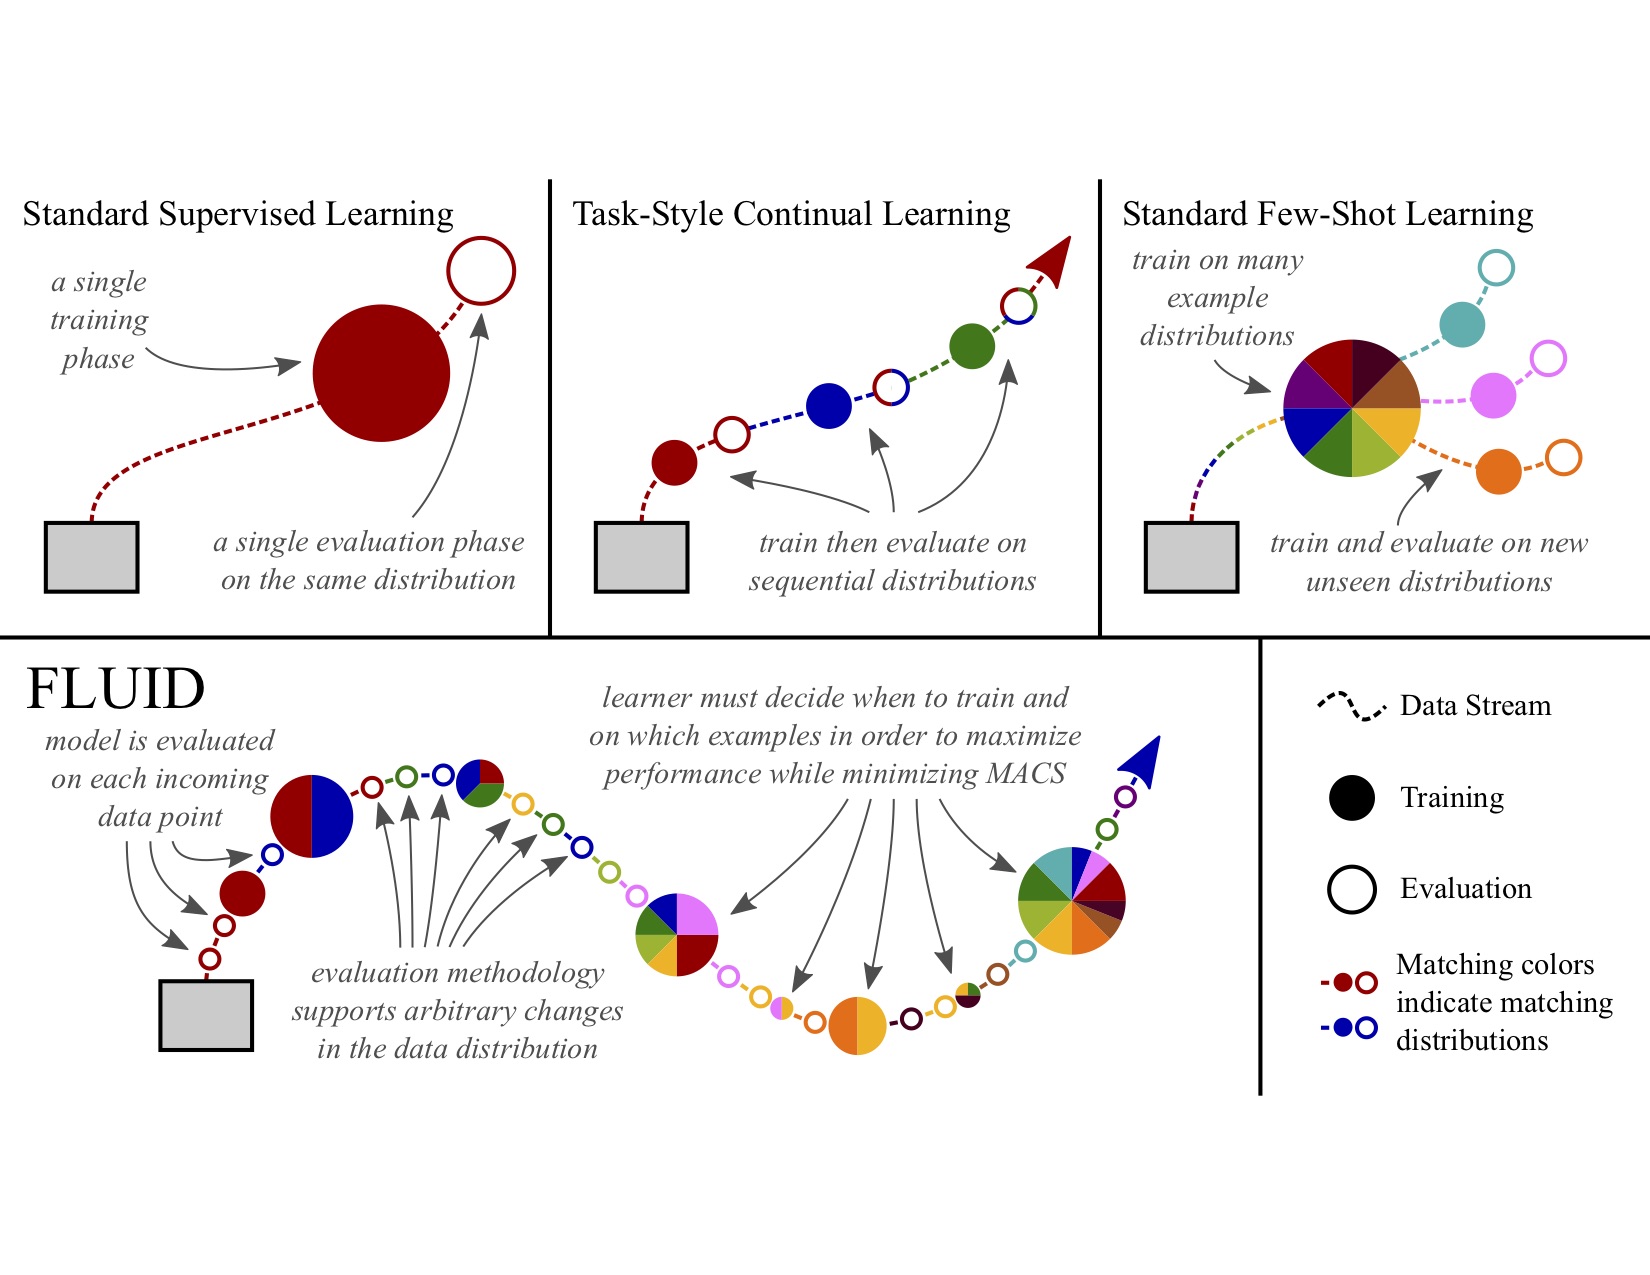 Standard Supervised Learning
a single
training
phase
a single evaluation phase
on the same distribution
Task-Style Continual Learning
train then evaluate on
sequential distributions
Standard Few-Shot Learning
train on many
example
distributions
train and evaluate on new
unseen distributions
FLUID
model is evaluated
on each incoming
data point
evaluation methodology
supports arbitrary changes
in the data distribution
learner must decide when to train and
on which examples in order to maximize
performance while minimizing MACS
Data Stream
Training
Evaluation
Matching colors
indicate matching
distributions